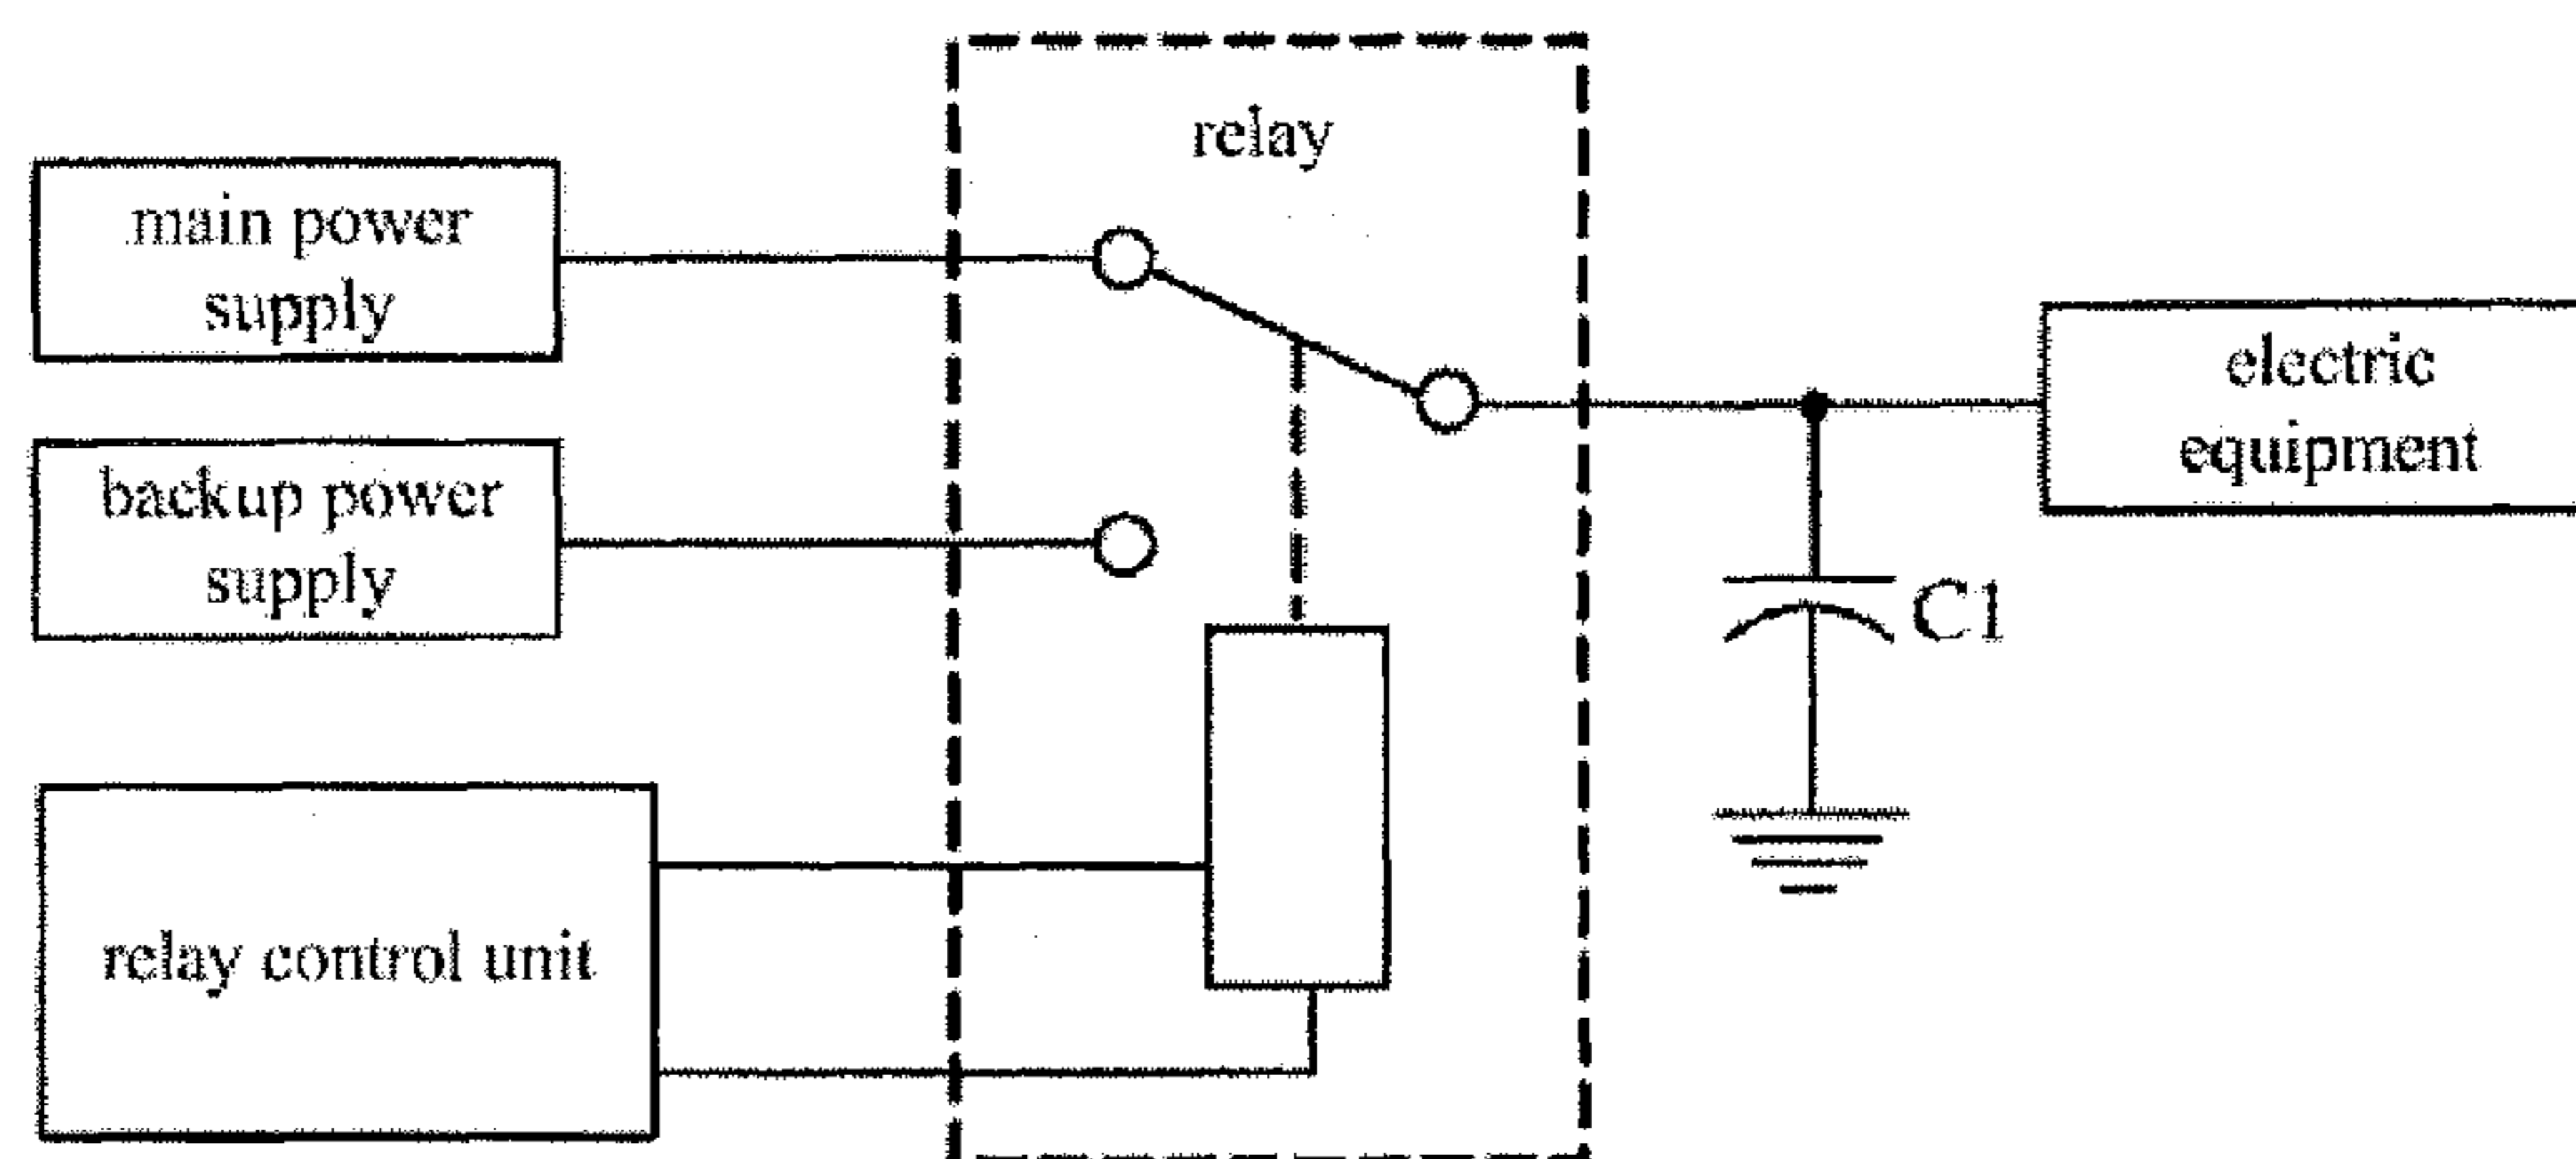 relay
main power
supply
backup power
supply
relay control unit
electric
equipment
C1